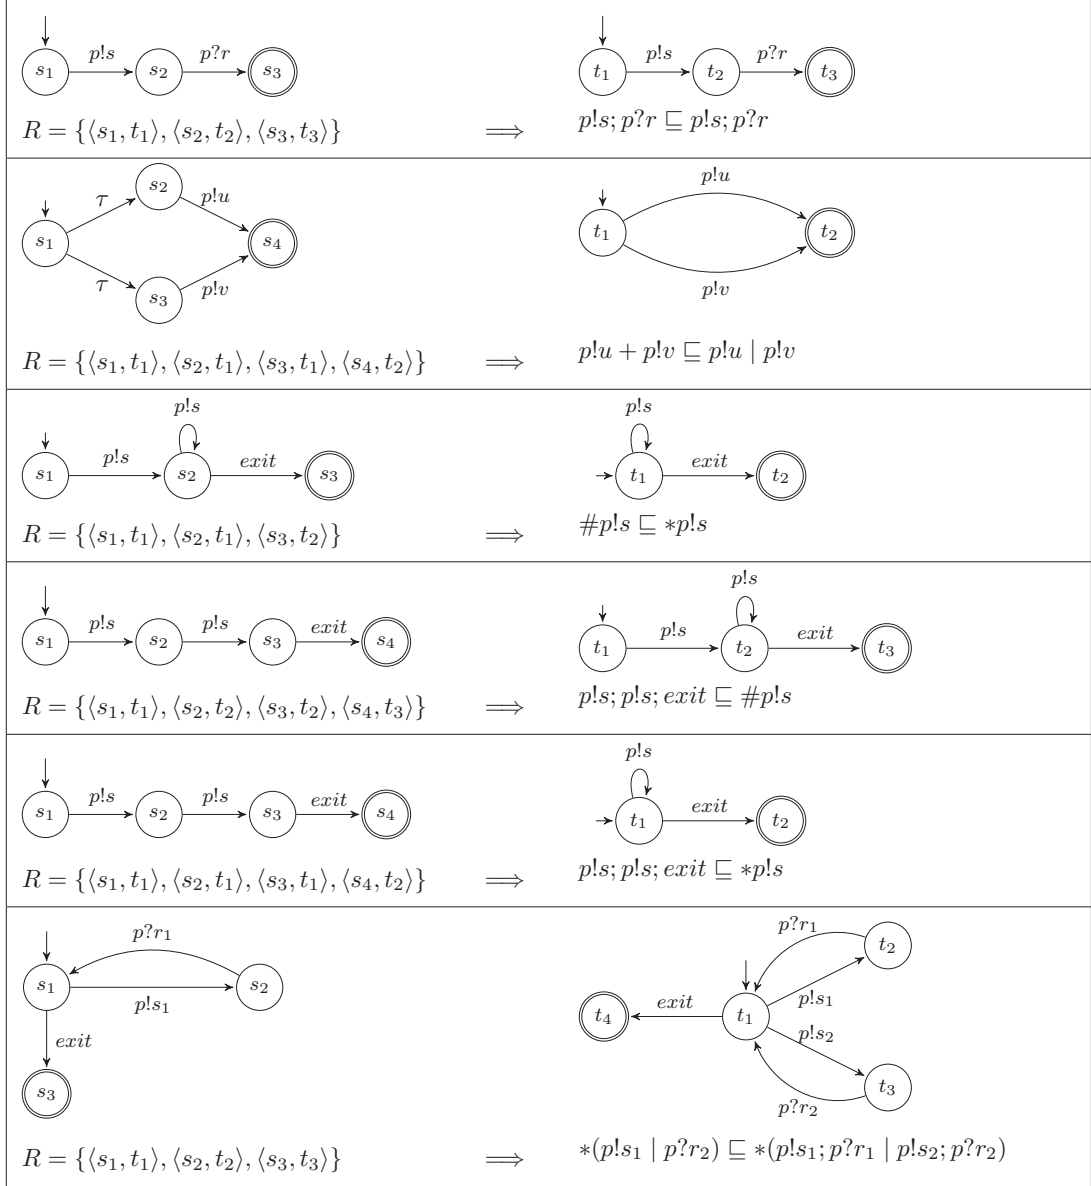 s₁ p!s s₂ p?r s₃ t₁ p!s t₂ p?r t₃
R = {⟨s₁, t₁⟩, ⟨s₂, t₂⟩, ⟨s₃, t₃⟩} ⟹ p!s; p?r ⊑ p!s; p?r
s₂ p!u
τ p!u
s₁ s₄ t₁ t₂
τ p!v
s₃ p!v
R = {⟨s₁, t₁⟩, ⟨s₂, t₁⟩, ⟨s₃, t₁⟩, ⟨s₄, t₂⟩} ⟹ p!u + p!v ⊑ p!u | p!v
p!s p!s
s₁ p!s s₂ exit s₃ t₁ exit t₂
R = {⟨s₁, t₁⟩, ⟨s₂, t₁⟩, ⟨s₃, t₂⟩} ⟹ #p!s ⊑ *p!s
p!s
s₁ p!s s₂ p!s s₃ exit s₄ t₁ p!s t₂ exit t₃
R = {⟨s₁, t₁⟩, ⟨s₂, t₂⟩, ⟨s₃, t₂⟩, ⟨s₄, t₃⟩} ⟹ p!s; p!s; exit ⊑ #p!s
p!s
s₁ p!s s₂ p!s s₃ exit s₄ t₁ exit t₂
R = {⟨s₁, t₁⟩, ⟨s₂, t₁⟩, ⟨s₃, t₁⟩, ⟨s₄, t₂⟩} ⟹ p!s; p!s; exit ⊑ *p!s
p?r₁ p?r₁ t₂
s₁ s₂
p!s₁ p!s₁
t₄ exit t₁
exit p!s₂
s₃ t₃
p?r₂
R = {⟨s₁, t₁⟩, ⟨s₂, t₂⟩, ⟨s₃, t₃⟩} ⟹ *(p!s₁ | p?r₂) ⊑ *(p!s₁; p?r₁ | p!s₂; p?r₂)